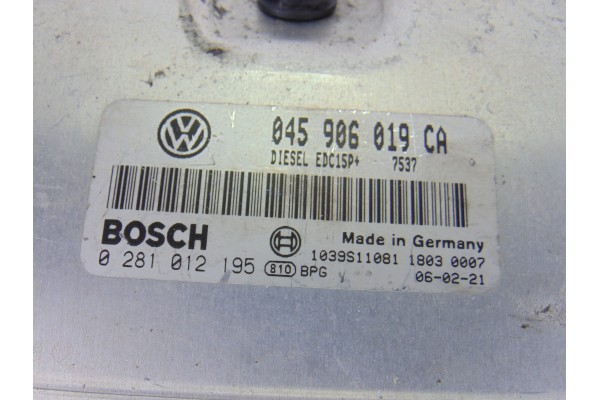 045 906 019 CA
DIESEL EDC15P+ 7537
BOSCH
Made in Germany
0 281 012 195 810 BPG
1039S11081 1803 0007
06-02-21